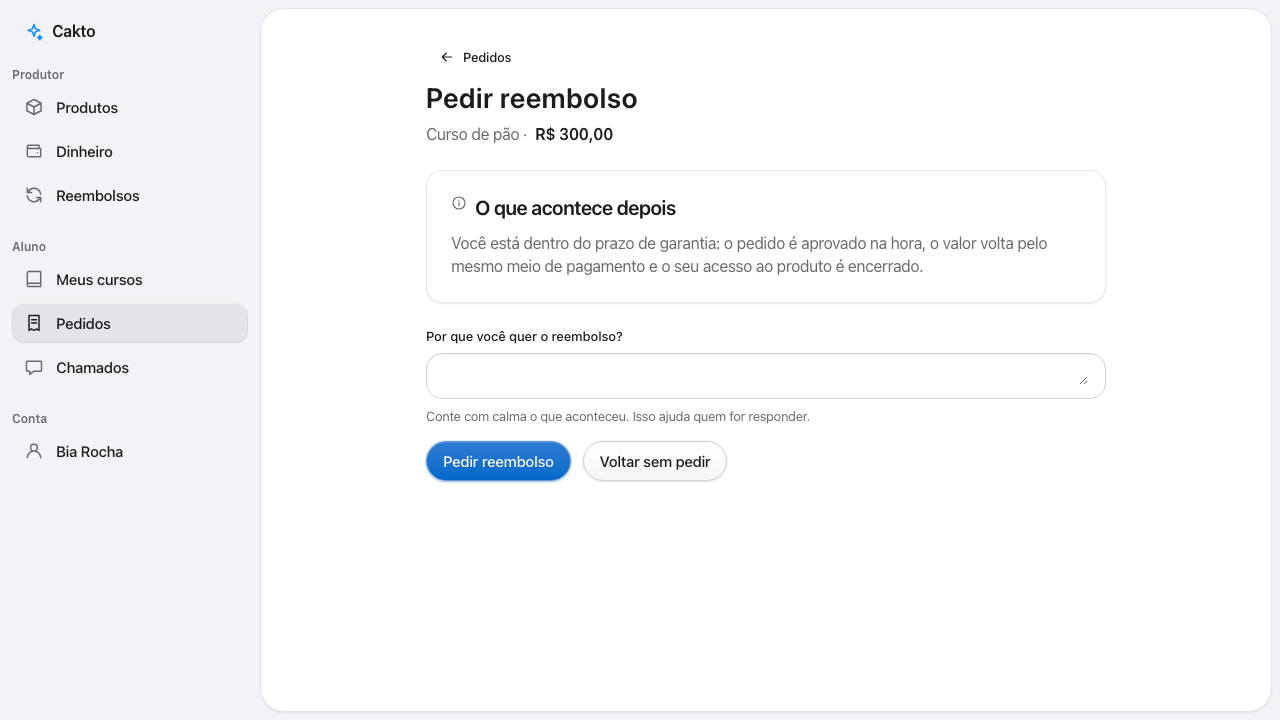 Cakto
Produtor
Produtos
Dinheiro
Reembolsos
Aluno
Meus cursos
Pedidos
Chamados
Conta
Bia Rocha
Pedidos
Pedir reembolso
Curso de pão · R$ 300,00
O que acontece depois
Você está dentro do prazo de garantia: o pedido é aprovado na hora, o valor volta pelo
mesmo meio de pagamento e o seu acesso ao produto é encerrado.
Por que você quer o reembolso?
Conte com calma o que aconteceu. Isso ajuda quem for responder.
Pedir reembolso
Voltar sem pedir